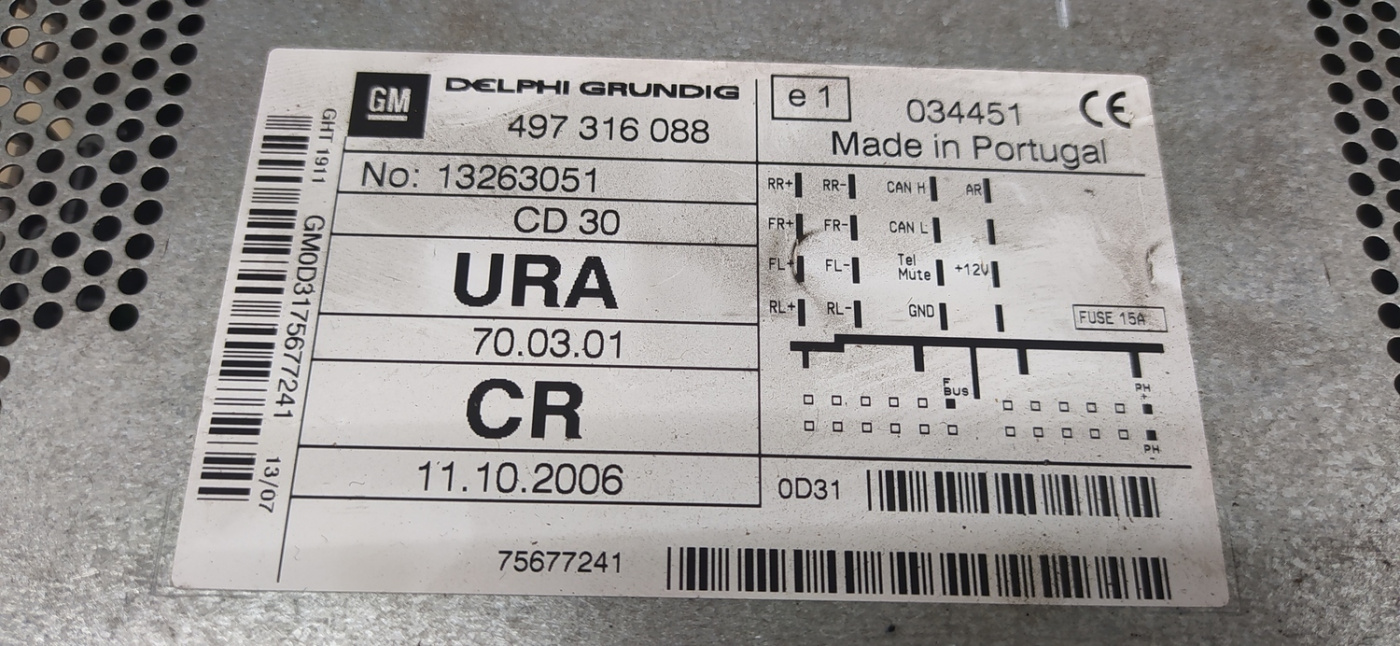 GM DELPHI GRUNDIG
497 316 088
e 1
034451 CE
Made in Portugal
No: 13263051
CD 30
URA
70.03.01
CR
11.10.2006
RR+ RR- CAN H AR
FR+ FR- CAN L
FL+ FL- Tel Mute +12V
RL+ RL- GND
FUSE 15A
F BUS
PH +
PH -
0D31
75677241
GHT 1911
GM0D3175677241
13/07